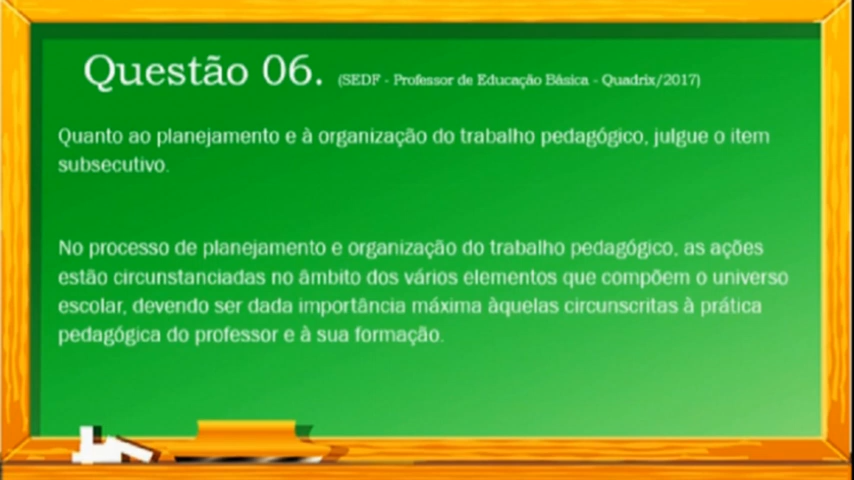 Questão 06. (SEDF - Professor de Educação Básica - Quadrix/2017)
Quanto ao planejamento e à organização do trabalho pedagógico, julgue o item
subsecutivo.
No processo de planejamento e organização do trabalho pedagógico, as ações
estão circunstanciadas no âmbito dos vários elementos que compõem o universo
escolar, devendo ser dada importância máxima àquelas circunscritas à prática
pedagógica do professor e à sua formação.